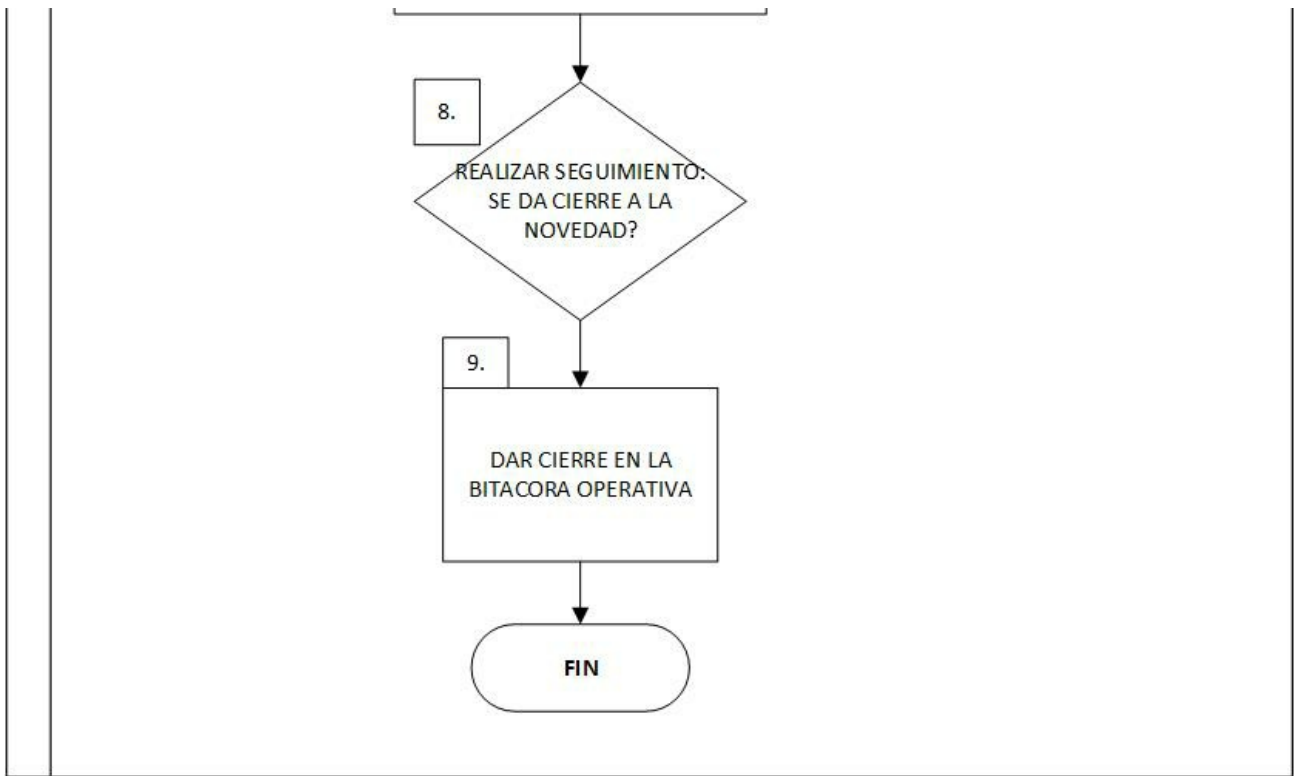 8.
REALIZAR SEGUIMIENTO:
SE DA CIERRE A LA
NOVEDAD?
9.
DAR CIERRE EN LA
BITACORA OPERATIVA
FIN